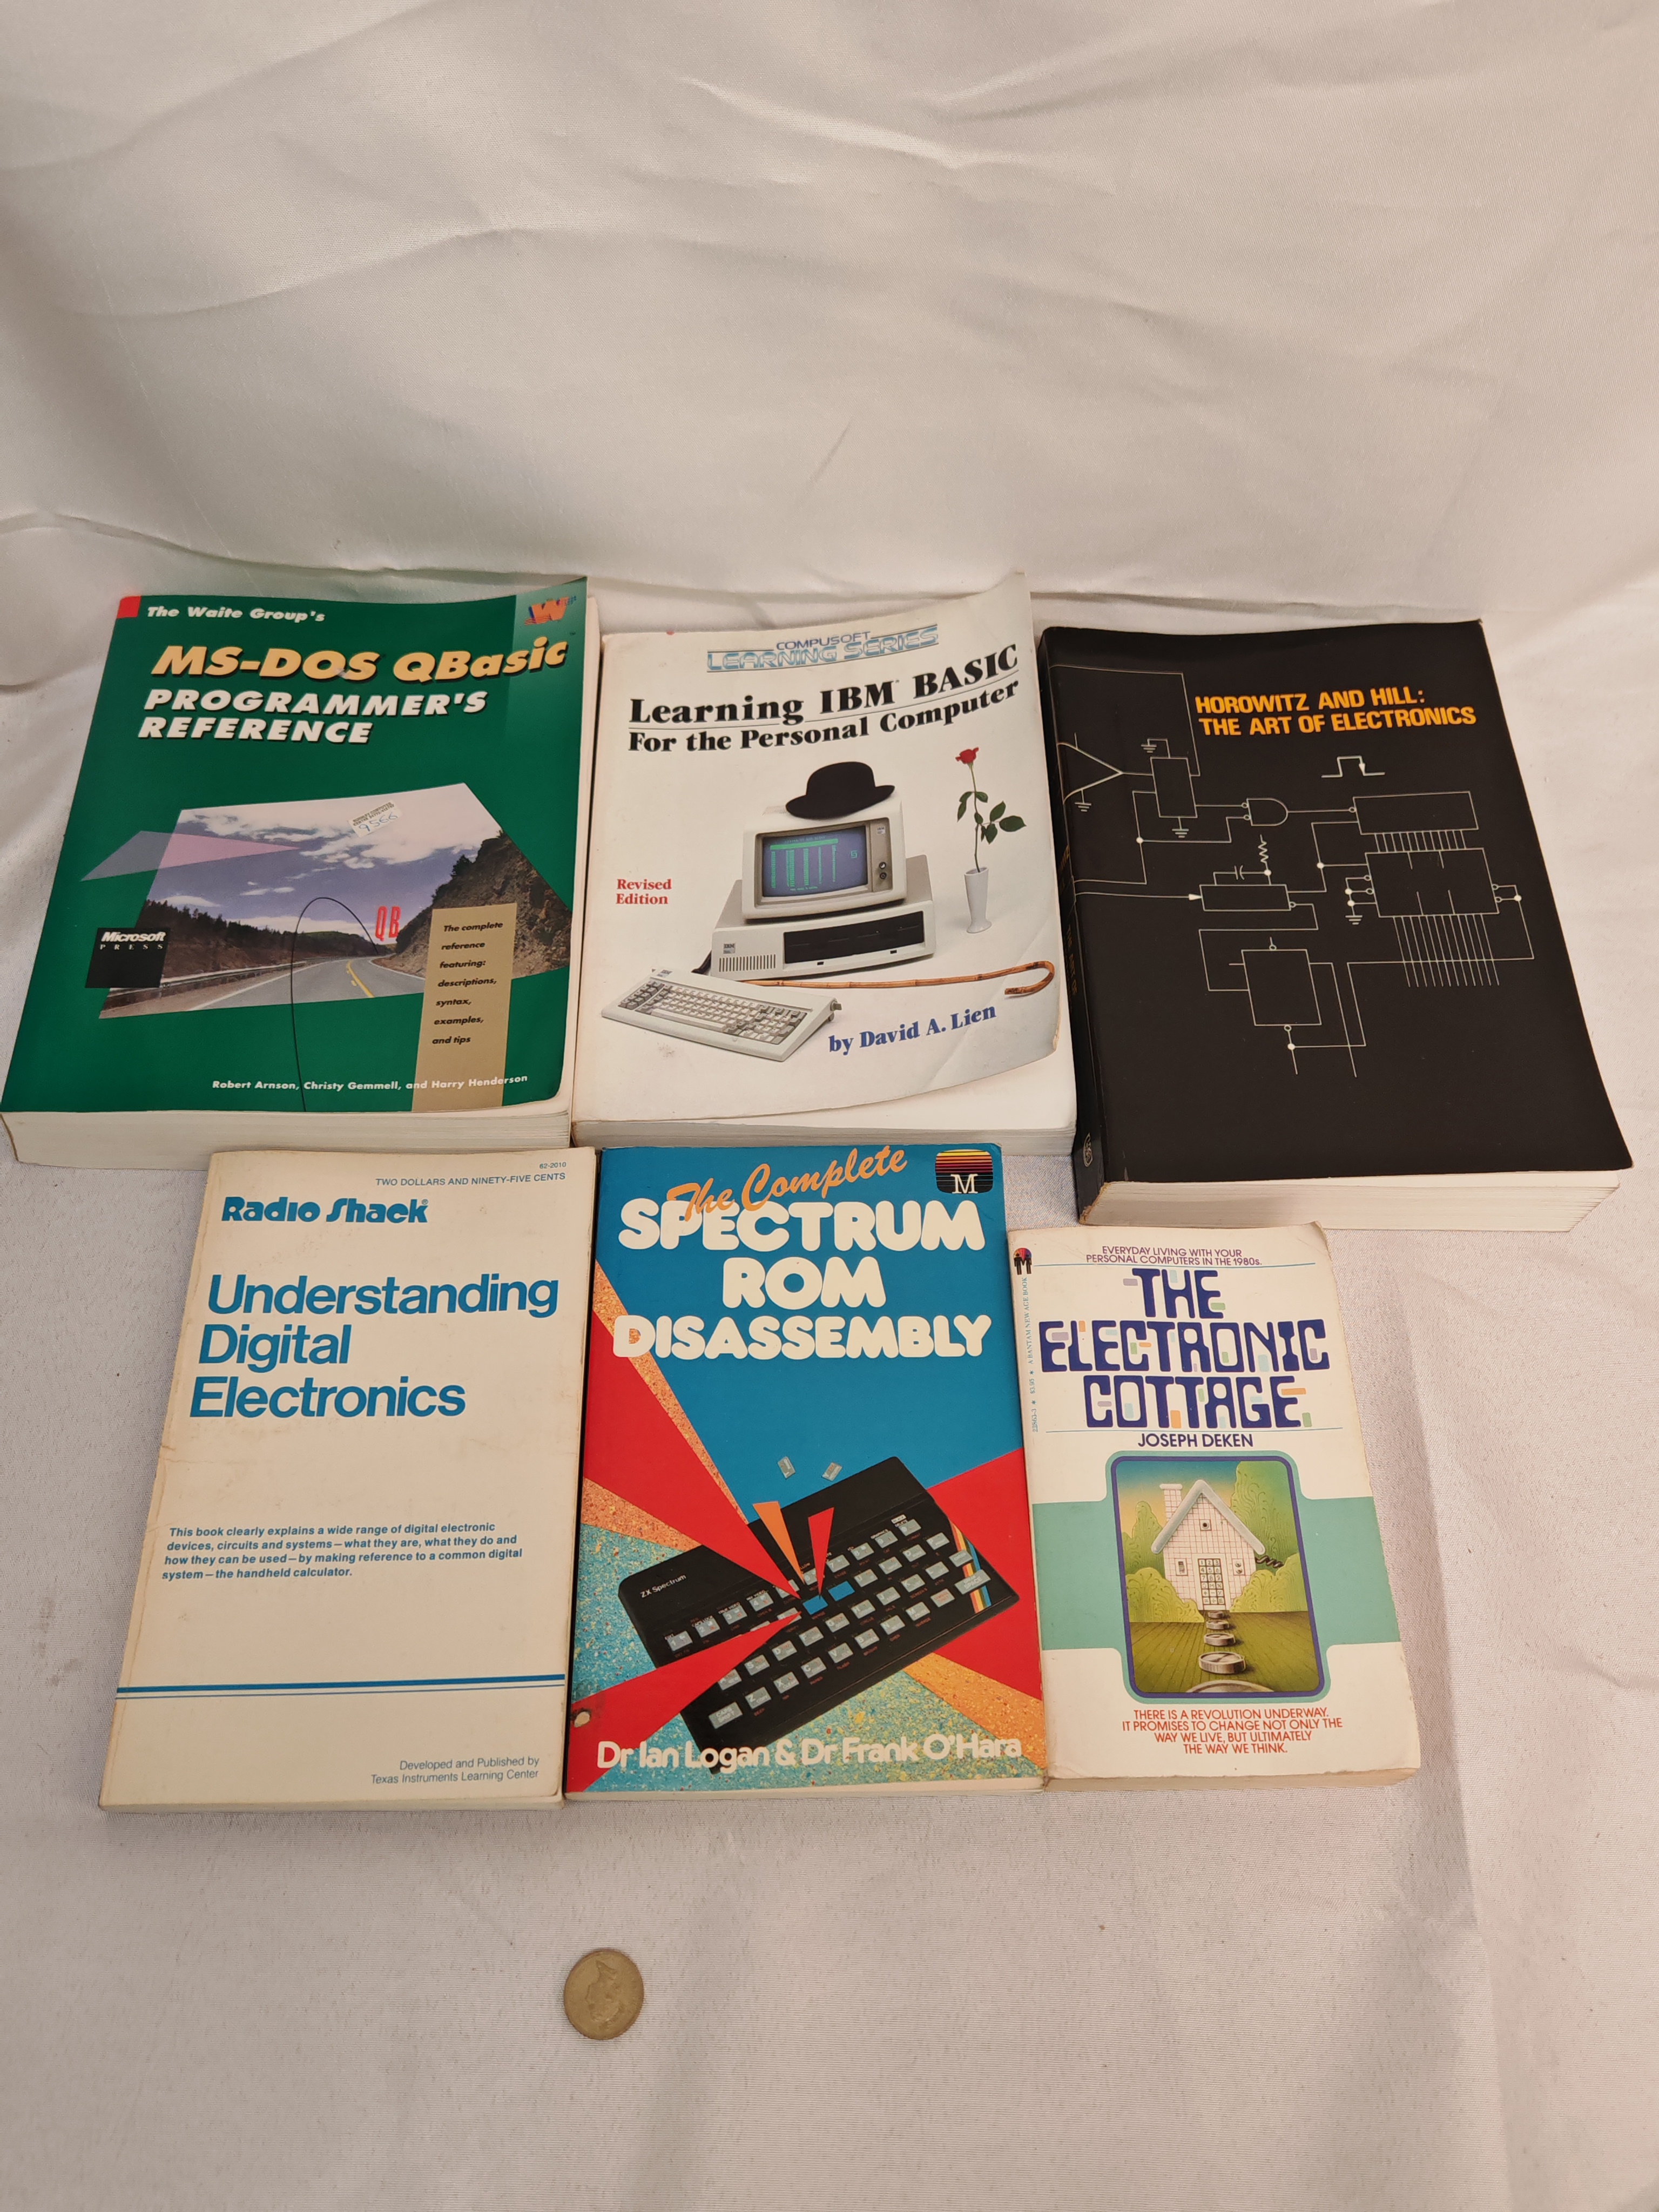 The Waite Group's
MS-DOS QBasic
PROGRAMMER'S
REFERENCE
QB
Microsoft
PRESS
The complete
reference
featuring:
descriptions,
syntax,
examples,
and tips
Robert Arnson, Christy Gemmell, and Harry Henderson
COMPUSOFT
LEARNING SERIES
Learning IBM BASIC
For the Personal Computer
Revised
Edition
IBM
by David A. Lien
HOROWITZ AND HILL:
THE ART OF ELECTRONICS
62-2010
TWO DOLLARS AND NINETY-FIVE CENTS
Radio Shack®
Understanding
Digital
Electronics
This book clearly explains a wide range of digital electronic
devices, circuits and systems—what they are, what they do and
how they can be used—by making reference to a common digital
system—the handheld calculator.
Developed and Published by
Texas Instruments Learning Center
The Complete
M
SPECTRUM
ROM
DISASSEMBLY
ZX Spectrum
Dr Ian Logan & Dr Frank O'Hara
EVERYDAY LIVING WITH YOUR
PERSONAL COMPUTERS IN THE 1980s.
THE
ELECTRONIC
COTTAGE
JOSEPH DEKEN
A BANTAM NEW AGE BOOK
THERE IS A REVOLUTION UNDERWAY.
IT PROMISES TO CHANGE NOT ONLY THE
WAY WE LIVE, BUT ULTIMATELY
THE WAY WE THINK.